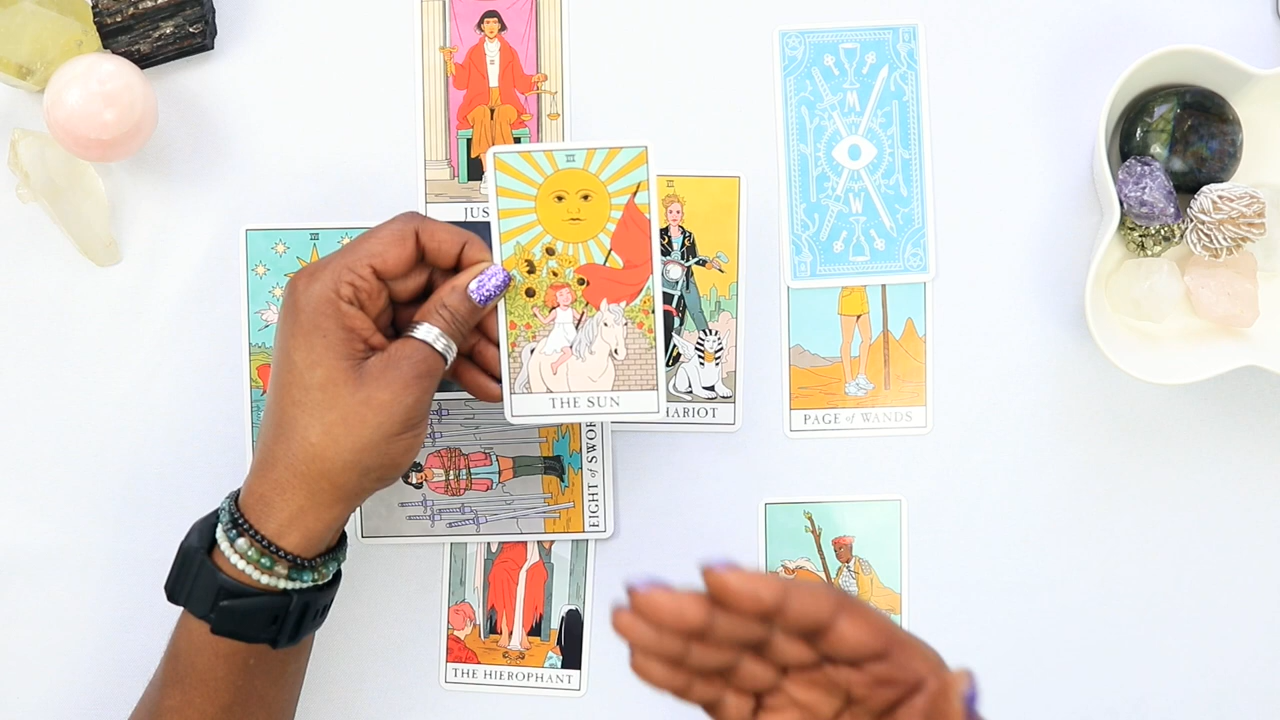 JUS
THE SUN
HARIOT
M
W
PAGE of WANDS
EIGHT of SWOR
THE HIEROPHANT